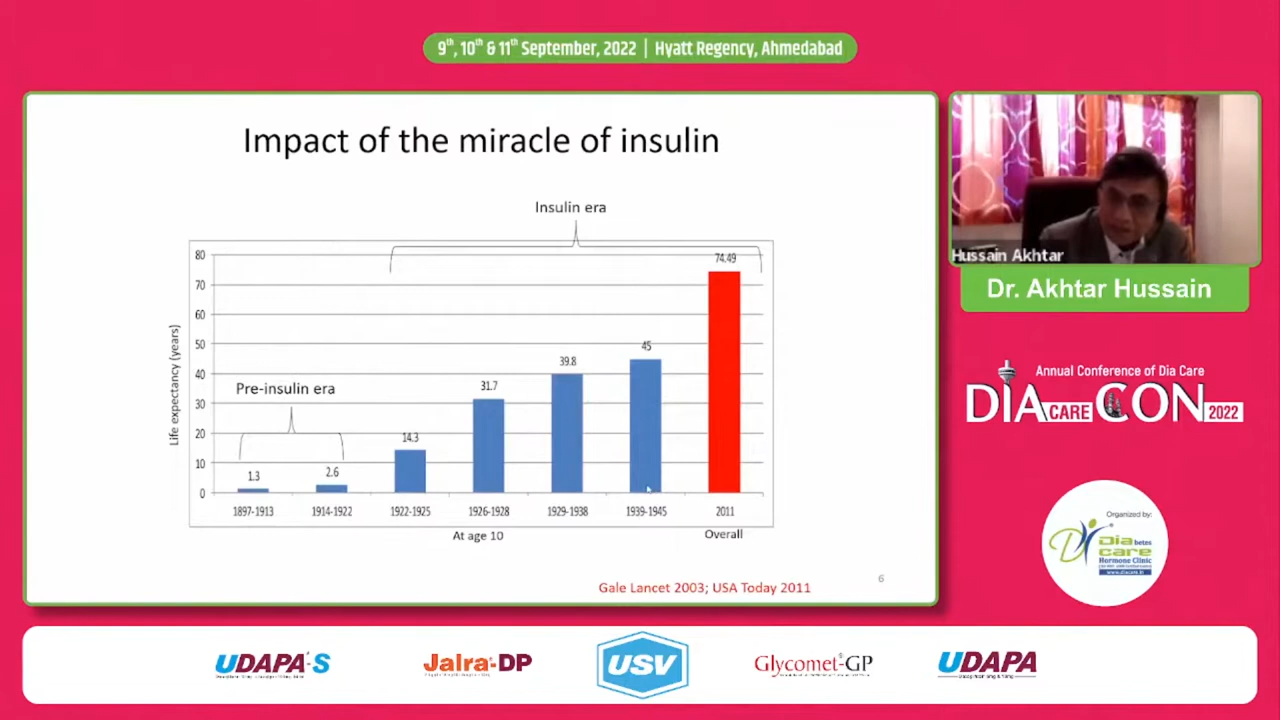 9th, 10th & 11th September, 2022 | Hyatt Regency, Ahmedabad
Impact of the miracle of insulin
Insulin era
Pre-insulin era
Life expectancy (years)
80
70
60
50
40
30
20
10
0
1.3
2.6
14.3
31.7
39.8
45
74.49
1897-1913 1914-1922 1922-1925 1926-1928 1929-1938 1939-1945 2011
At age 10 Overall
Gale Lancet 2003; USA Today 2011
6
Hussain Akhtar
Dr. Akhtar Hussain
Annual Conference of Dia Care
DIA CARE CON 2022
Organized by:
Diabetes
care
Hormone Clinic
UDAPA-S
Jalra-DP
USV
Glycomet-GP
UDAPA